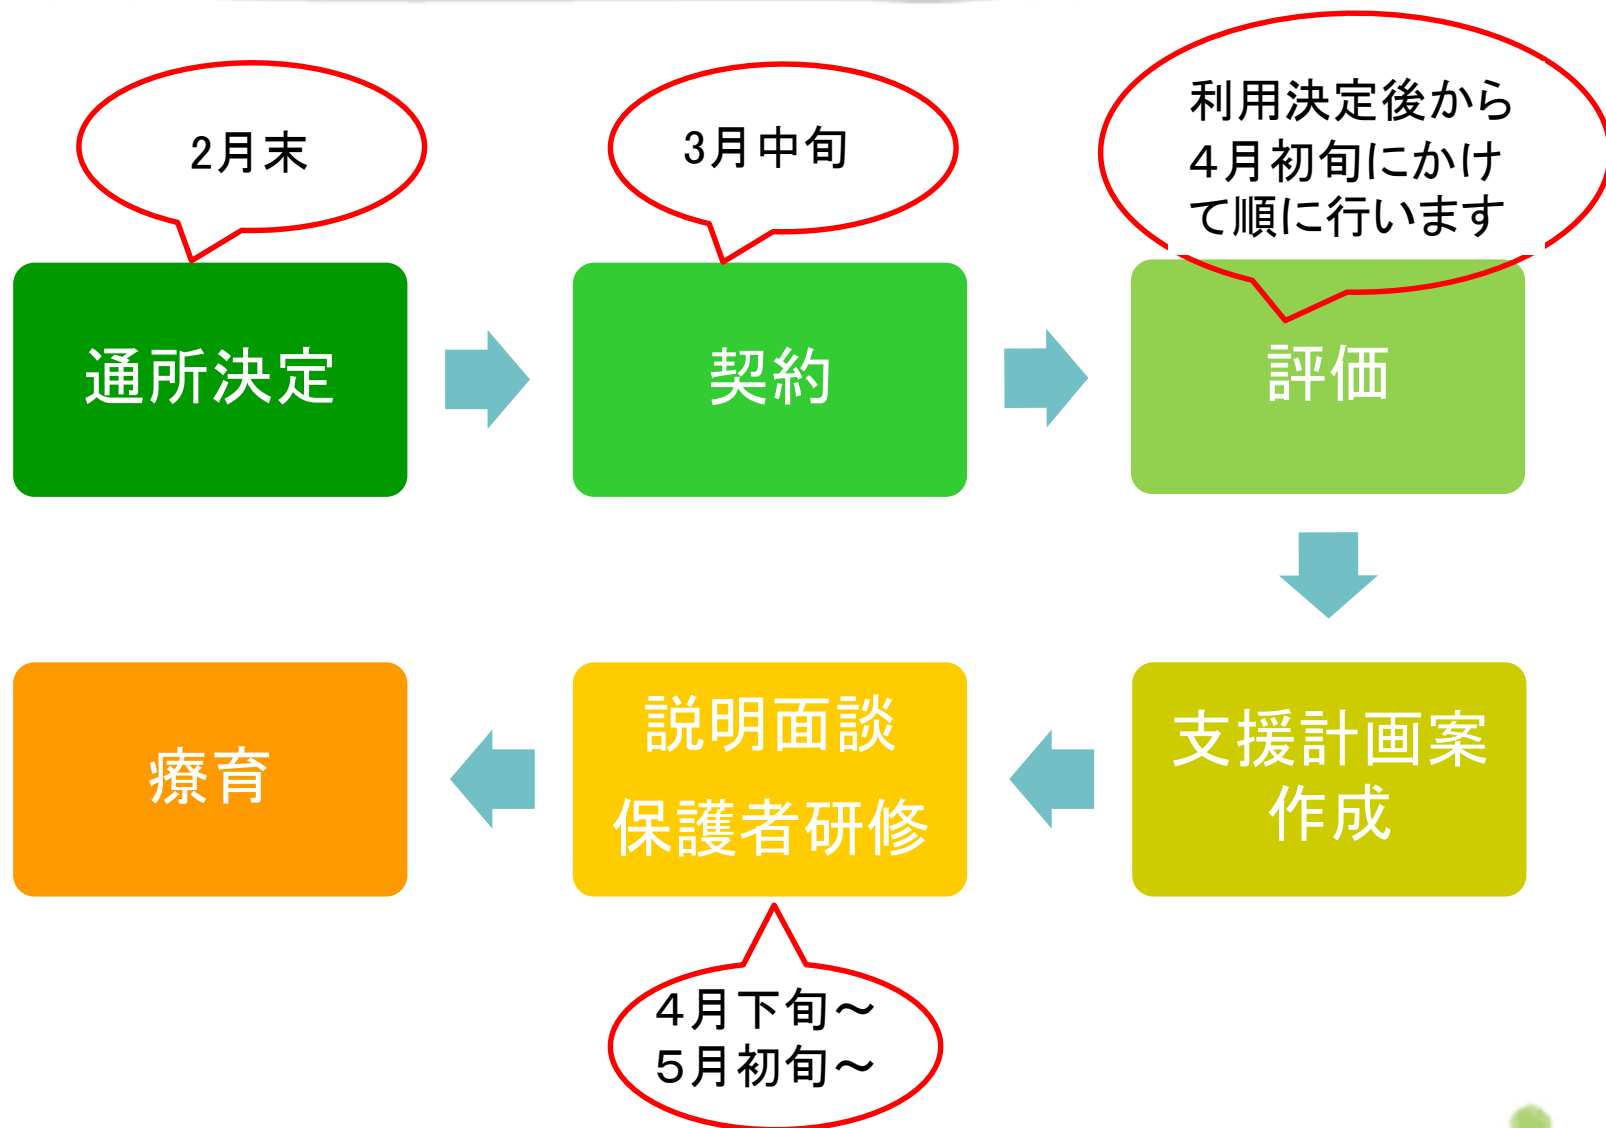 2月末
3月中旬
利用決定後から
４月初旬にかけ
て順に行います
通所決定
契約
評価
支援計画案
作成
説明面談
保護者研修
療育
４月下旬～
５月初旬～